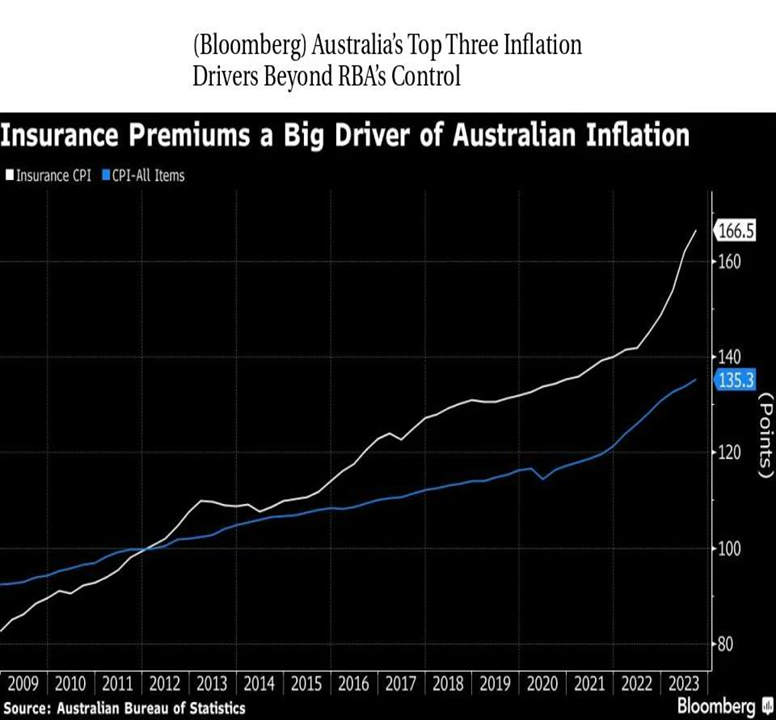 (Bloomberg) Australia's Top Three Inflation
Drivers Beyond RBA's Control
Insurance Premiums a Big Driver of Australian Inflation
Insurance CPI CPI-All Items
166.5
160
140
135.3
120
100
80
(Points)
2009 2010 2011 2012 2013 2014 2015 2016 2017 2018 2019 2020 2021 2022 2023
Source: Australian Bureau of Statistics
Bloomberg